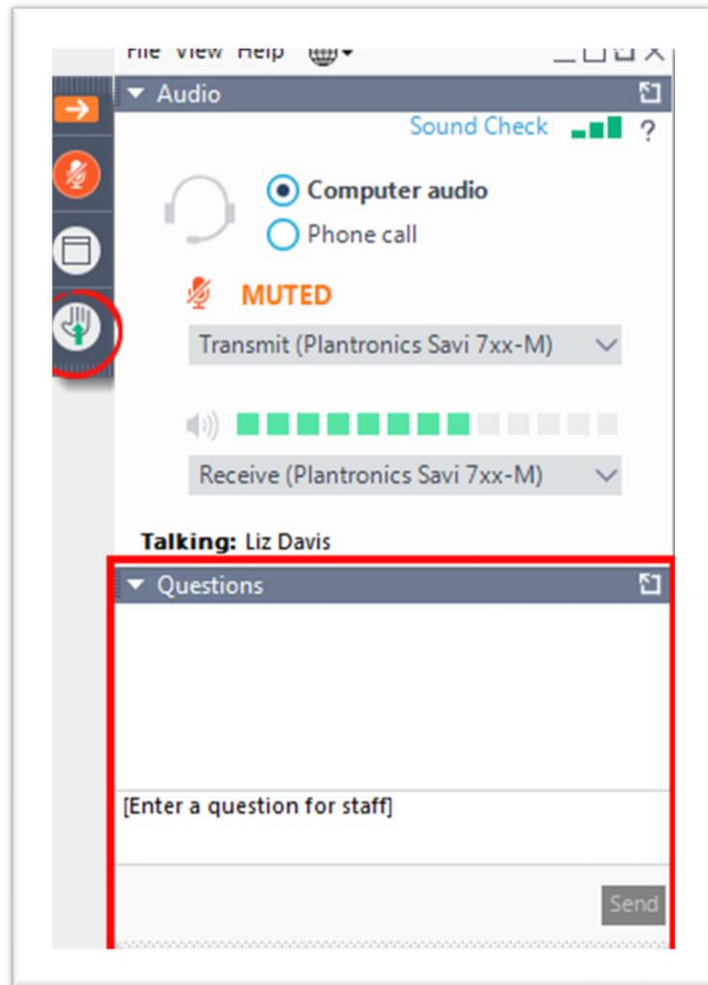 File View Help
Audio
Sound Check ?
Computer audio
Phone call
MUTED
Transmit (Plantronics Savi 7xx-M)
Receive (Plantronics Savi 7xx-M)
Talking: Liz Davis
Questions
[Enter a question for staff]
Send